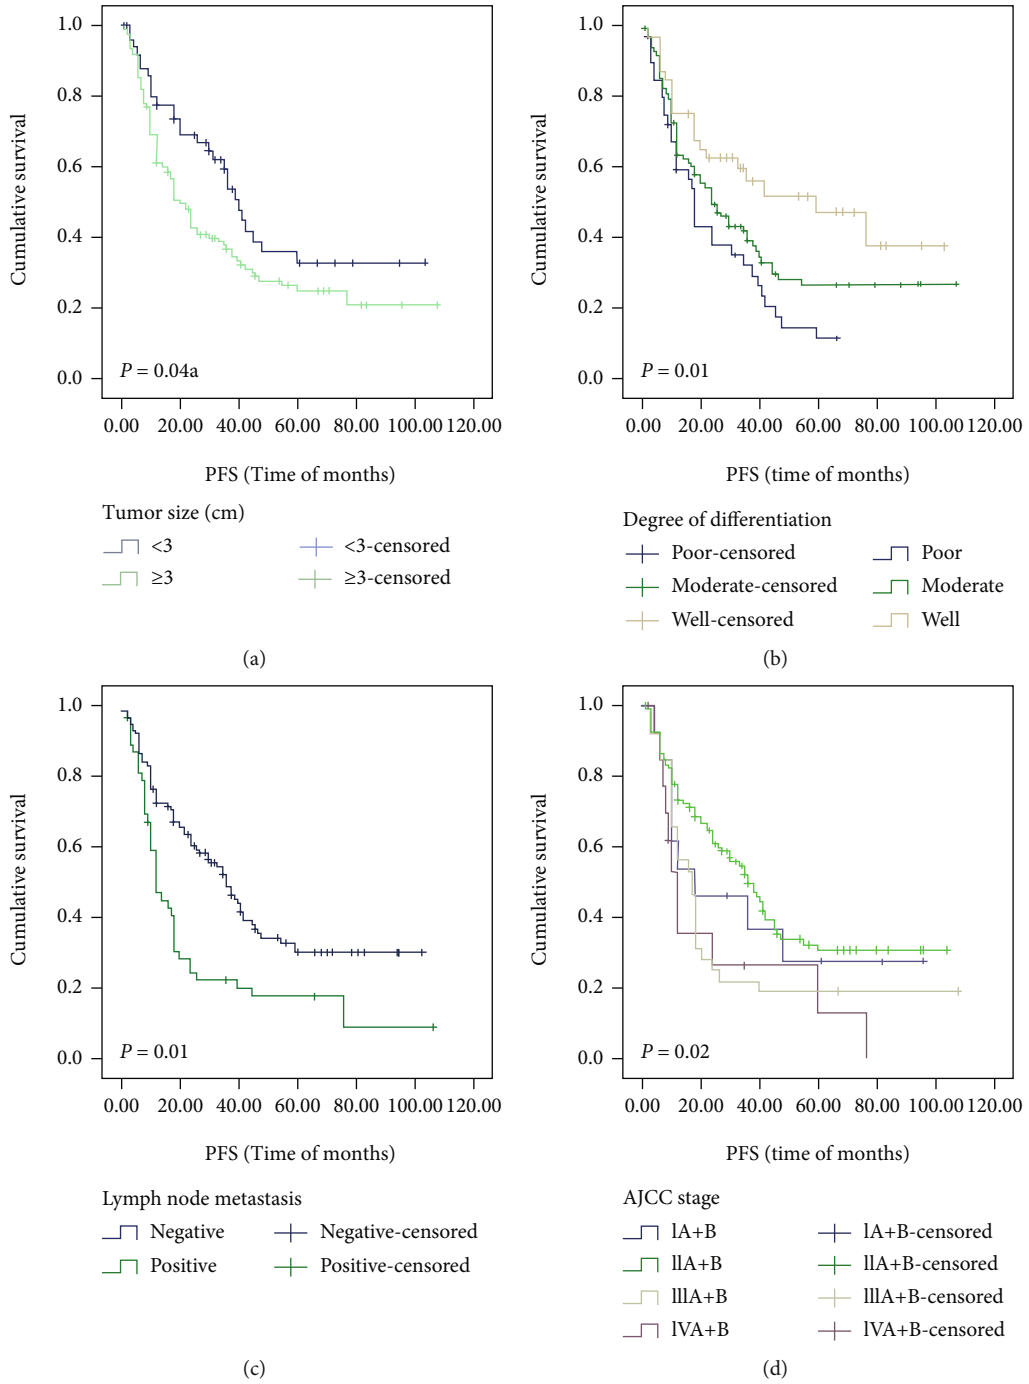 1.0
0.8
0.6
0.4
0.2
0.0
Cumulative survival
P = 0.04a
0.00 20.00 40.00 60.00 80.00 100.00 120.00
PFS (Time of months)
Tumor size (cm)
<3 <3-censored
≥3 ≥3-censored
(a)
1.0
0.8
0.6
0.4
0.2
0.0
Cumulative survival
P = 0.01
0.00 20.00 40.00 60.00 80.00 100.00 120.00
PFS (time of months)
Degree of differentiation
Poor-censored Poor
Moderate-censored Moderate
Well-censored Well
(b)
1.0
0.8
0.6
0.4
0.2
0.0
Cumulative survival
P = 0.01
0.00 20.00 40.00 60.00 80.00 100.00 120.00
PFS (Time of months)
Lymph node metastasis
Negative Negative-censored
Positive Positive-censored
(c)
1.0
0.8
0.6
0.4
0.2
0.0
Cumulative survival
P = 0.02
0.00 20.00 40.00 60.00 80.00 100.00 120.00
PFS (time of months)
AJCC stage
lA+B lA+B-censored
llA+B llA+B-censored
lllA+B lllA+B-censored
lVA+B lVA+B-censored
(d)